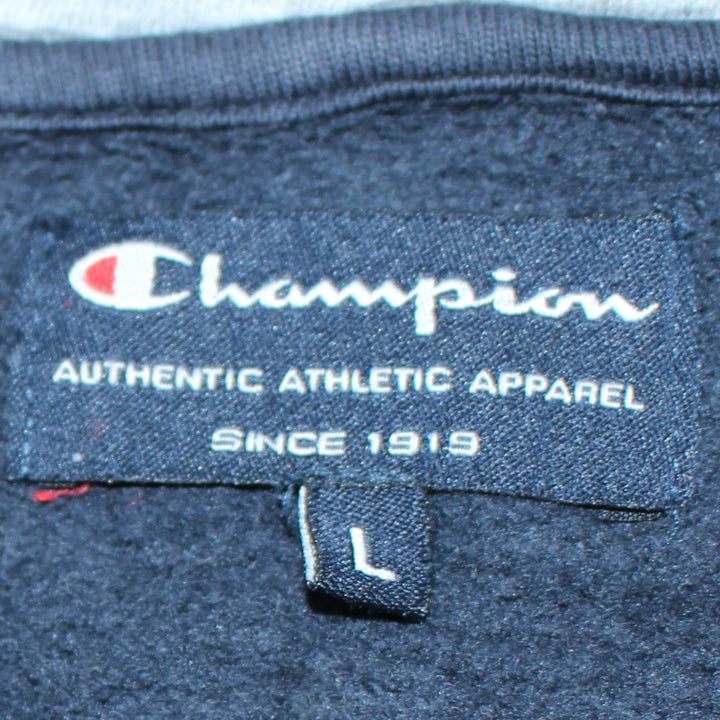 Champion
AUTHENTIC ATHLETIC APPAREL
SINCE 1919
L